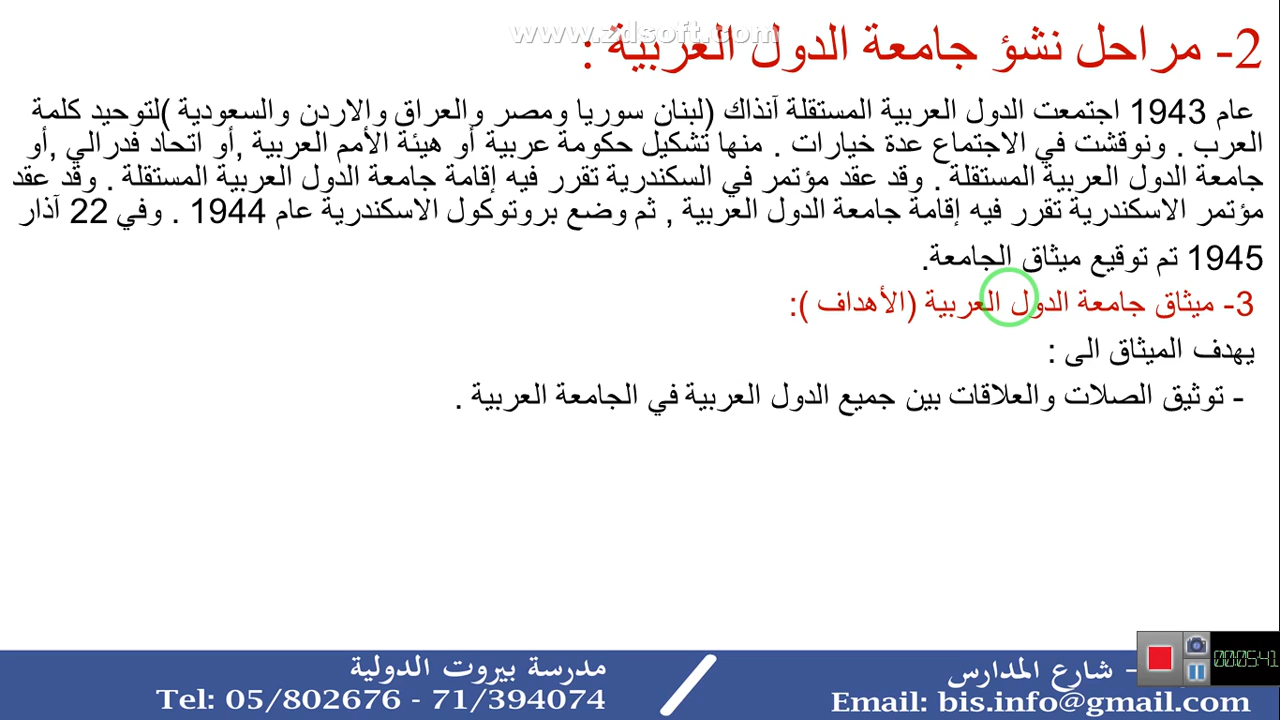 www.zdsoft.com
2- مراحل نشؤ جامعة الدول العربية :
عام 1943 اجتمعت الدول العربية المستقلة آنذاك (لبنان سوريا ومصر والعراق والاردن والسعودية )لتوحيد كلمة
العرب . ونوقشت في الاجتماع عدة خيارات . منها تشكيل حكومة عربية أو هيئة الأمم العربية ,أو اتحاد فدرالي ,أو
جامعة الدول العربية المستقلة . وقد عقد مؤتمر في السكندرية تقرر فيه إقامة جامعة الدول العربية المستقلة . وقد عقد
مؤتمر الاسكندرية تقرر فيه إقامة جامعة الدول العربية , ثم وضع بروتوكول الاسكندرية عام 1944 . وفي 22 آذار
1945 تم توقيع ميثاق الجامعة.
3- ميثاق جامعة الدول العربية (الأهداف ):
يهدف الميثاق الى :
- توثيق الصلات والعلاقات بين جميع الدول العربية في الجامعة العربية .
- شارع المدارس
مدرسة بيروت الدولية
Email: bis.info@gmail.com
Tel: 05/802676 - 71/394074
00:05:41